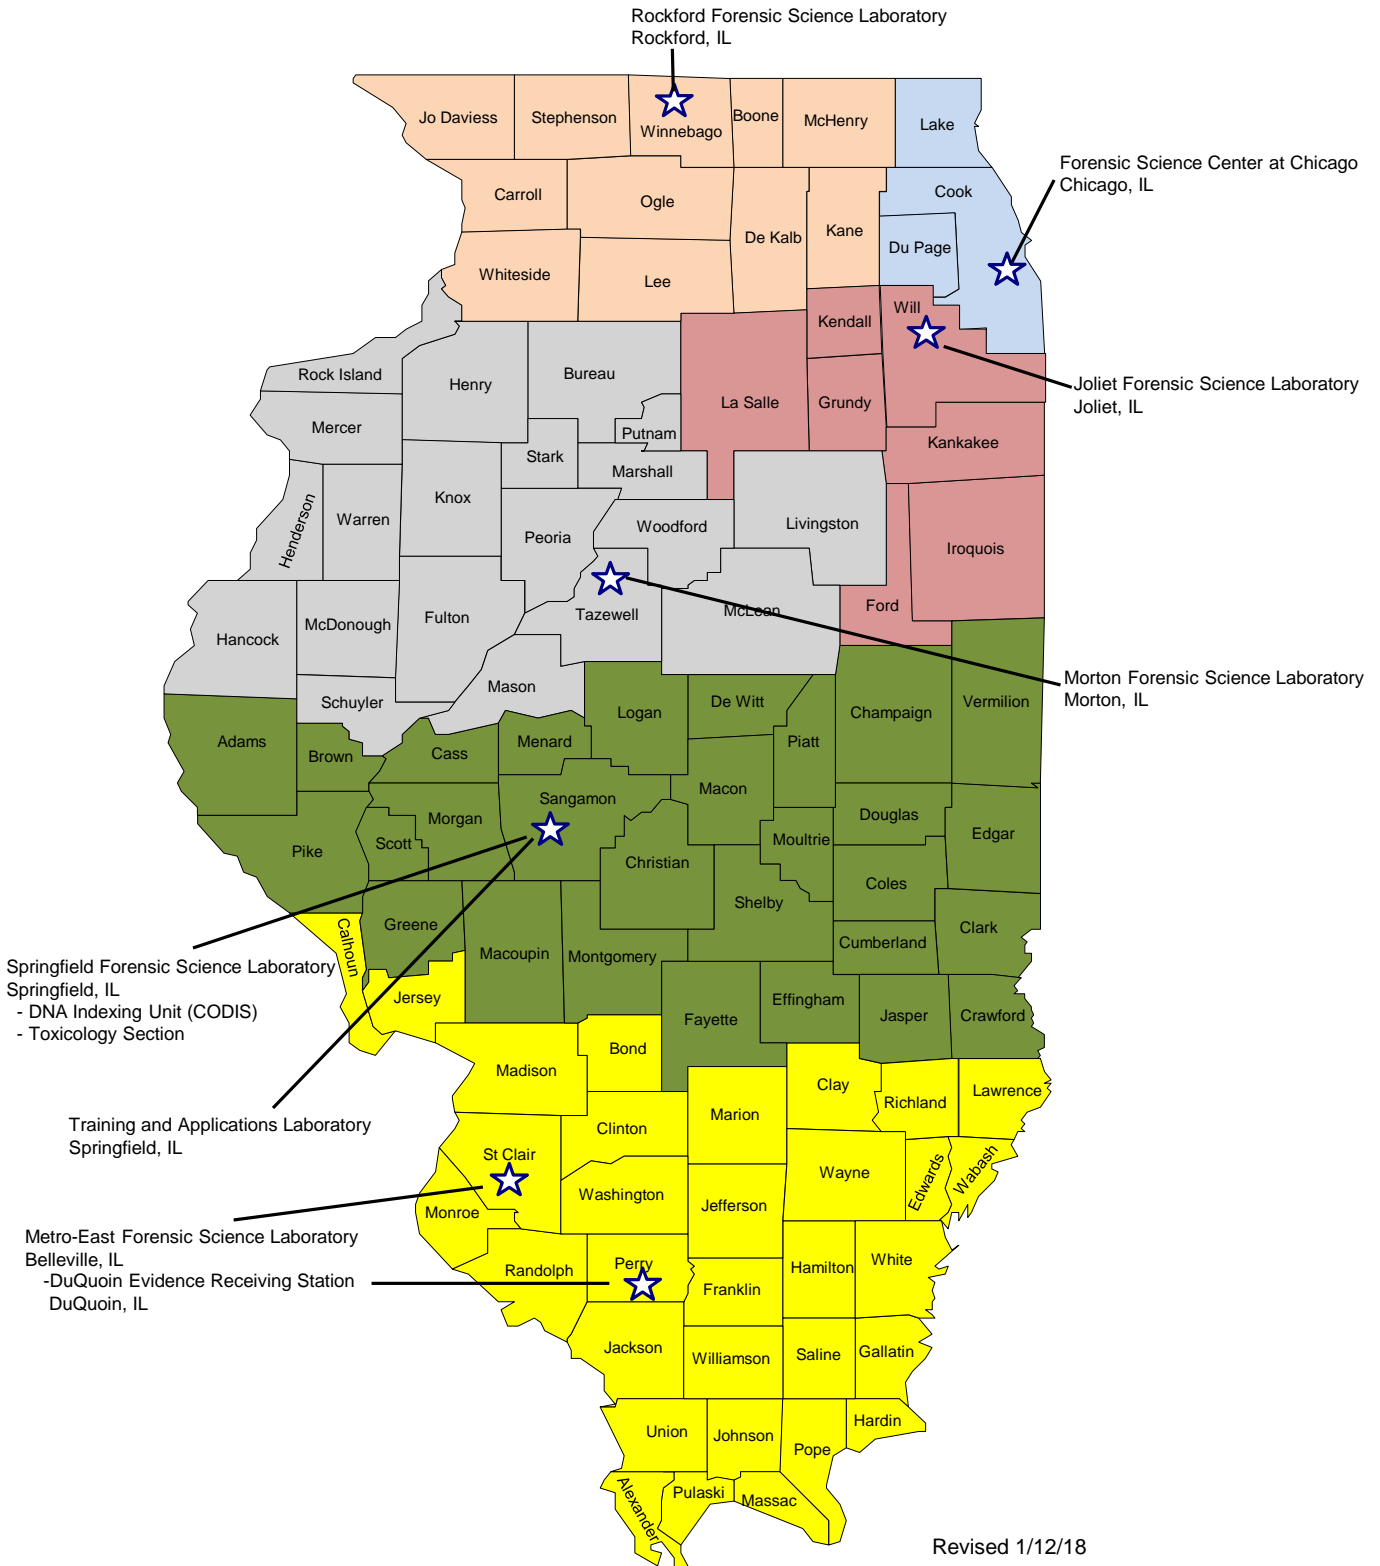 Rockford Forensic Science Laboratory
Rockford, IL
Jo Daviess
Stephenson
Winnebago
Boone
McHenry
Lake
Forensic Science Center at Chicago
Chicago, IL
Carroll
Ogle
De Kalb
Kane
Cook
Du Page
Whiteside
Lee
Will
Kendall
Joliet Forensic Science Laboratory
Joliet, IL
Rock Island
Henry
Bureau
La Salle
Grundy
Mercer
Putnam
Kankakee
Stark
Marshall
Henderson
Warren
Knox
Peoria
Woodford
Livingston
Iroquois
Hancock
McDonough
Fulton
Tazewell
McLean
Ford
Morton Forensic Science Laboratory
Morton, IL
Schuyler
Mason
Logan
De Witt
Piatt
Champaign
Vermilion
Adams
Brown
Cass
Menard
Macon
Sangamon
Morgan
Scott
Pike
Christian
Moultrie
Douglas
Edgar
Coles
Shelby
Calhoun
Greene
Macoupin
Montgomery
Cumberland
Clark
Springfield Forensic Science Laboratory
Springfield, IL
- DNA Indexing Unit (CODIS)
- Toxicology Section
Jersey
Fayette
Effingham
Jasper
Crawford
Madison
Bond
Clay
Richland
Lawrence
Training and Applications Laboratory
Springfield, IL
Marion
Clinton
St Clair
Wayne
Edwards
Wabash
Washington
Monroe
Jefferson
Metro-East Forensic Science Laboratory
Belleville, IL
-DuQuoin Evidence Receiving Station
DuQuoin, IL
Randolph
Perry
Franklin
Hamilton
White
Jackson
Williamson
Saline
Gallatin
Union
Johnson
Pope
Hardin
Alexander
Pulaski
Massac
Revised 1/12/18